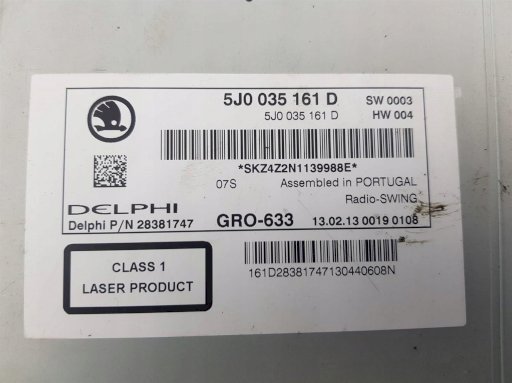 5J0 035 161 D SW 0003
5J0 035 161 D HW 004
*SKZ4Z2N1139988E*
07S Assembled in PORTUGAL
Radio-SWING
DELPHI
Delphi P/N 28381747 GRO-633 13.02.13 0019 0108
CLASS 1
LASER PRODUCT
161D28381747130440608N